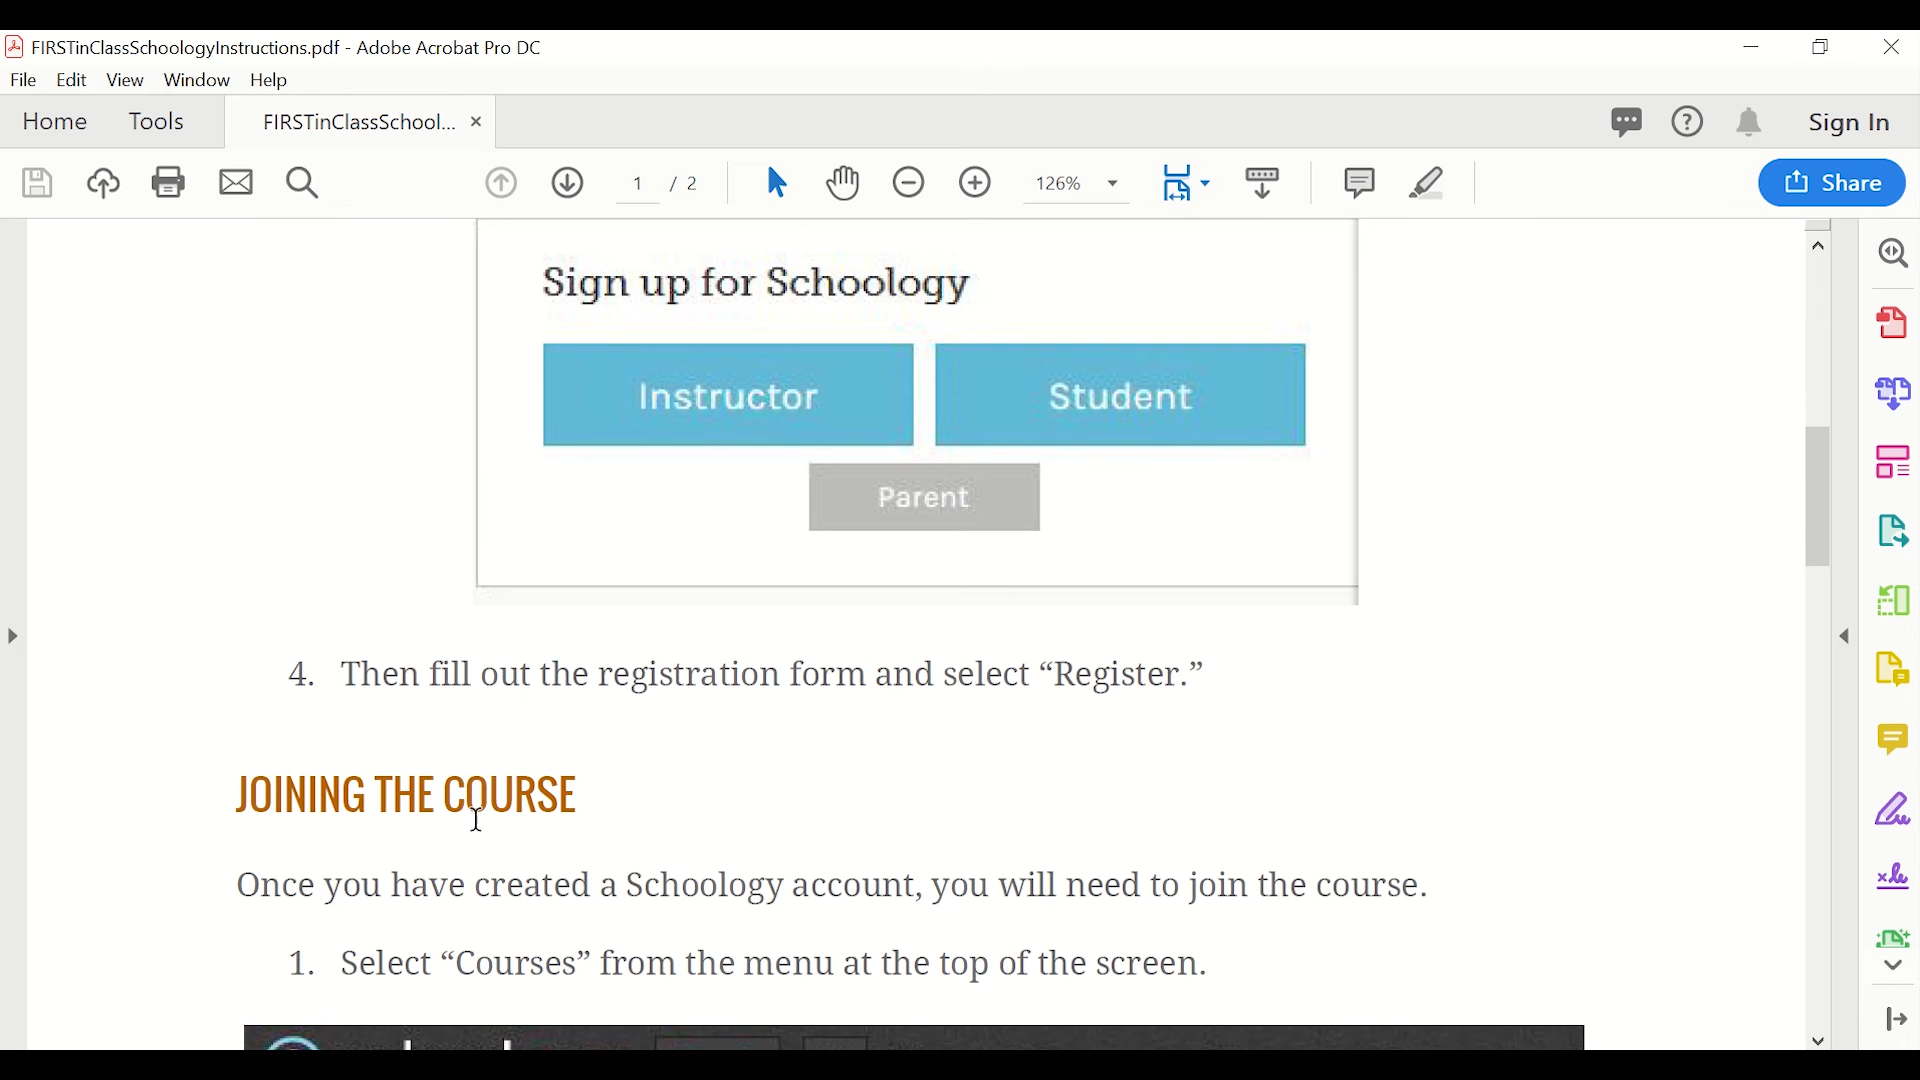 FIRSTinClassSchoologyInstructions.pdf - Adobe Acrobat Pro DC
File Edit View Window Help
Home Tools FIRSTinClassSchool... × Sign In
1 / 2 126% Share
Sign up for Schoology
Instructor Student
Parent
4. Then fill out the registration form and select “Register.”
JOINING THE COURSE
Once you have created a Schoology account, you will need to join the course.
1. Select “Courses” from the menu at the top of the screen.